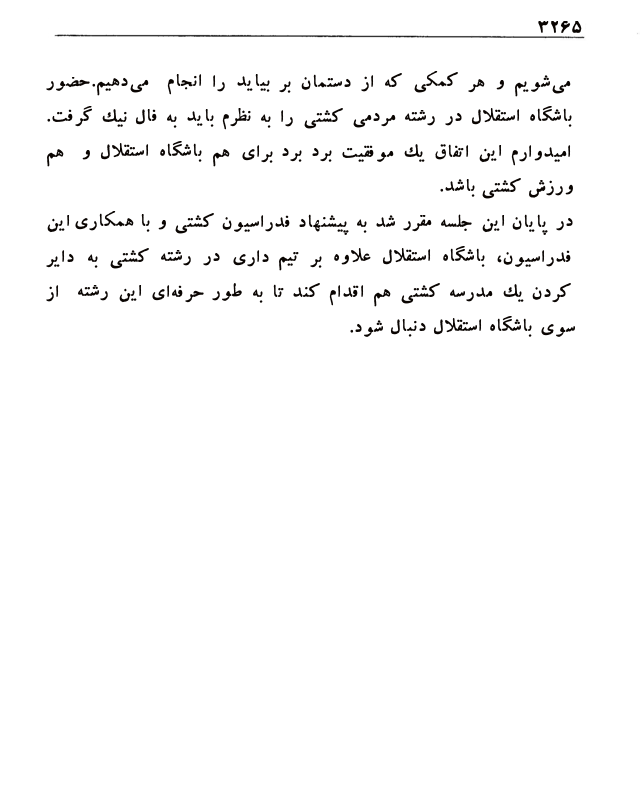 ۳۲۶۵
می‌شویم و هر کمکی که از دستمان بر بیاید را انجام می‌دهیم.حضور
باشگاه استقلال در رشته مردمی کشتی را به نظرم باید به فال نیك گرفت.
امیدوارم این اتفاق یك موفقیت برد برد برای هم باشگاه استقلال و هم
ورزش کشتی باشد.
در پایان این جلسه مقرر شد به پیشنهاد فدراسیون کشتی و با همکاری این
فدراسیون، باشگاه استقلال علاوه بر تیم داری در رشته کشتی به دایر
کردن یك مدرسه کشتی هم اقدام کند تا به طور حرفه‌ای این رشته از
سوی باشگاه استقلال دنبال شود.